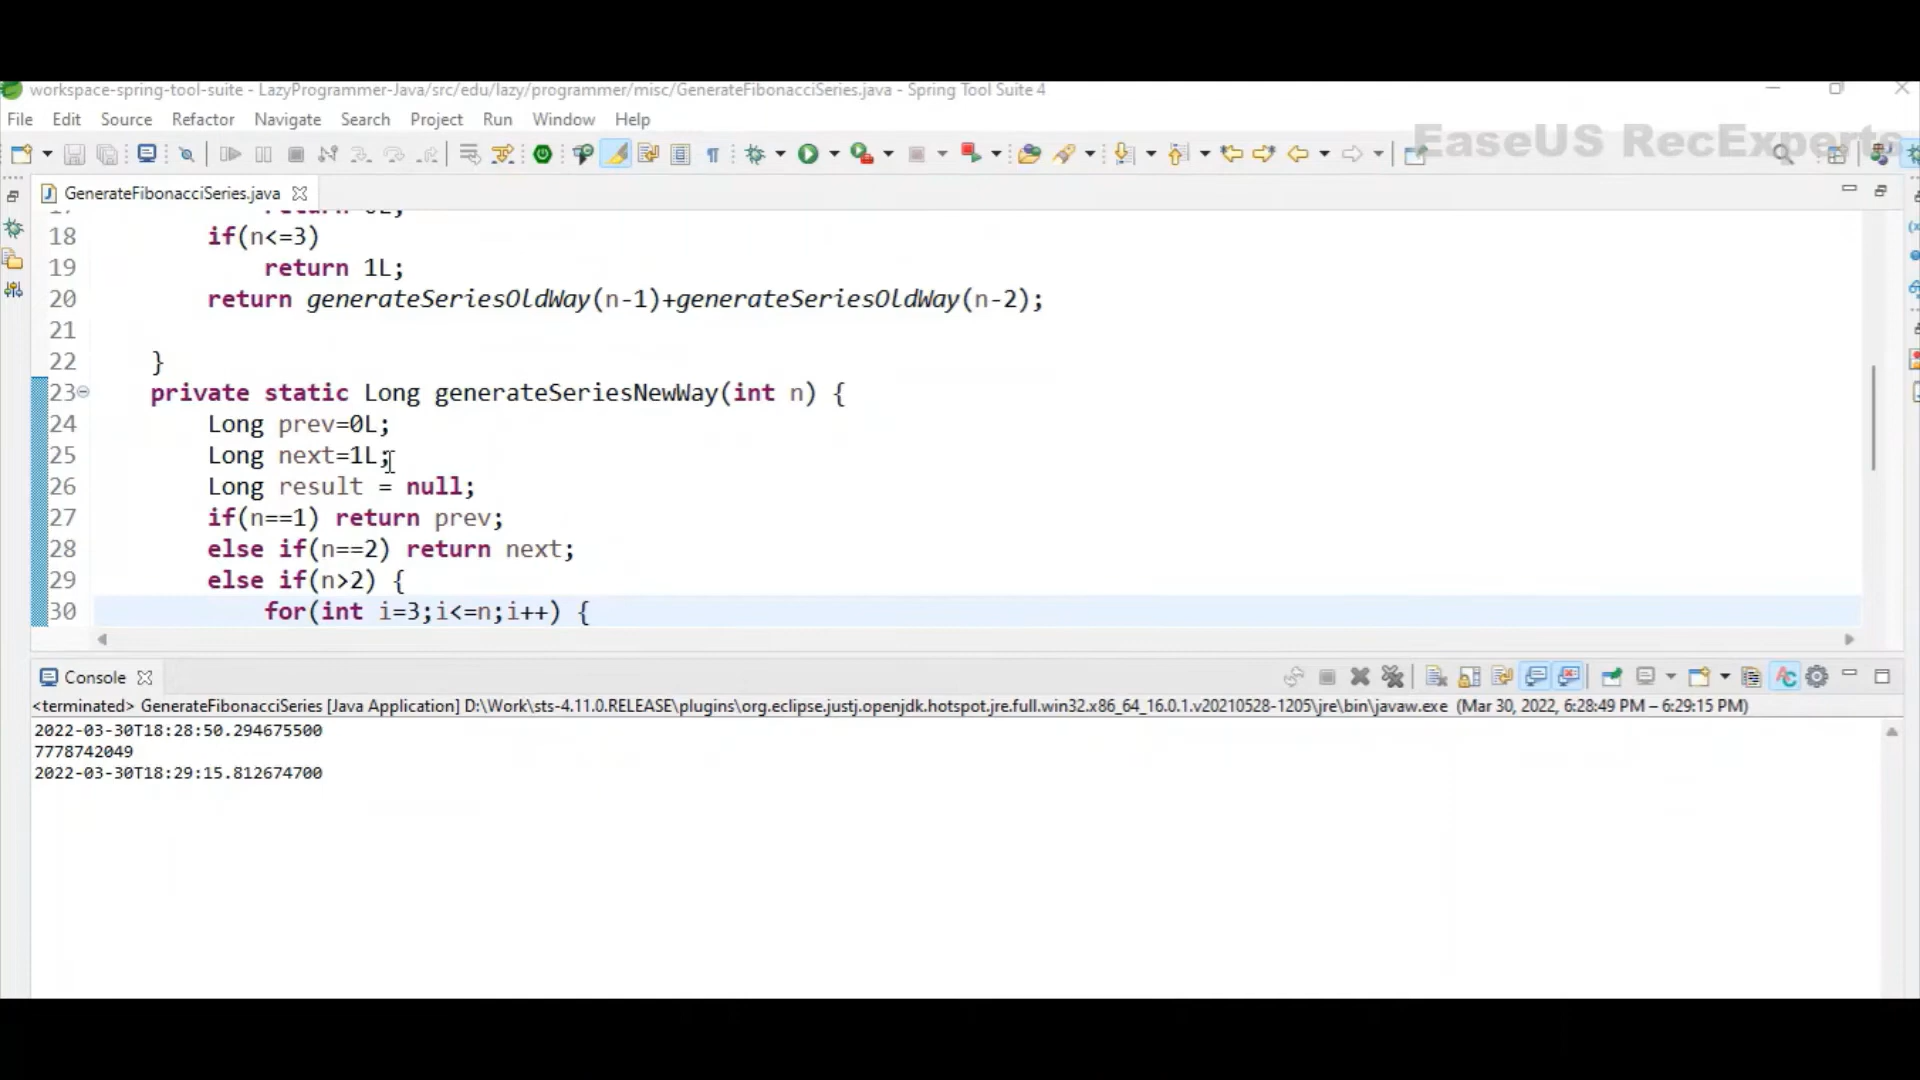 workspace-spring-tool-suite - LazyProgrammer-Java/src/edu/lazy/programmer/misc/GenerateFibonacciSeries.java - Spring Tool Suite 4
File Edit Source Refactor Navigate Search Project Run Window Help
EaseUS RecExperts
GenerateFibonacciSeries.java
18 if(n<=3)
19 return 1L;
20 return generateSeriesOldWay(n-1)+generateSeriesOldWay(n-2);
21
22 }
23 private static Long generateSeriesNewWay(int n) {
24 Long prev=0L;
25 Long next=1L;
26 Long result = null;
27 if(n==1) return prev;
28 else if(n==2) return next;
29 else if(n>2) {
30 for(int i=3;i<=n;i++) {
Console
<terminated> GenerateFibonacciSeries [Java Application] D:\Work\sts-4.11.0.RELEASE\plugins\org.eclipse.justj.openjdk.hotspot.jre.full.win32.x86_64_16.0.1.v20210528-1205\jre\bin\javaw.exe (Mar 30, 2022, 6:28:49 PM – 6:29:15 PM)
2022-03-30T18:28:50.294675500
7778742049
2022-03-30T18:29:15.812674700